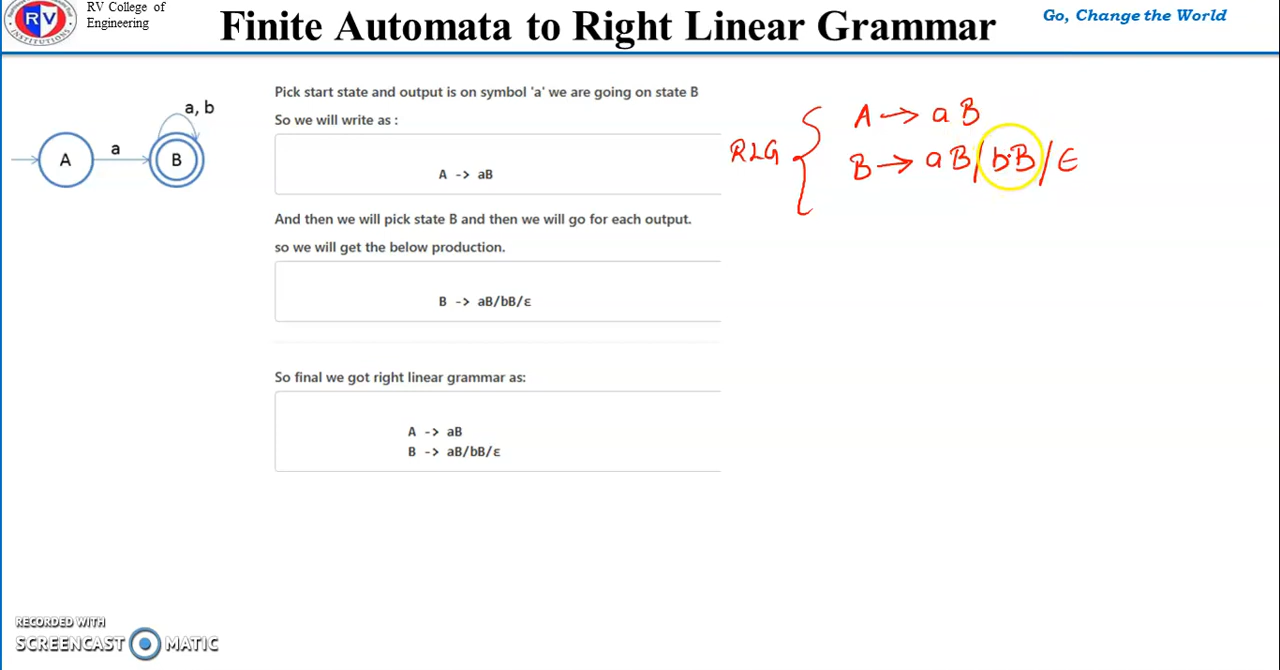 RV College of
Engineering
Finite Automata to Right Linear Grammar
Go, Change the World
RV
INSTITUTIONS
a, b
A
a
B
Pick start state and output is on symbol 'a' we are going on state B
So we will write as :
A -> aB
And then we will pick state B and then we will go for each output.
so we will get the below production.
B -> aB/bB/ε
So final we got right linear grammar as:
A -> aB
B -> aB/bB/ε
RLG
A → aB
B → aB/bB/ε
RECORDED WITH
SCREENCAST MATIC